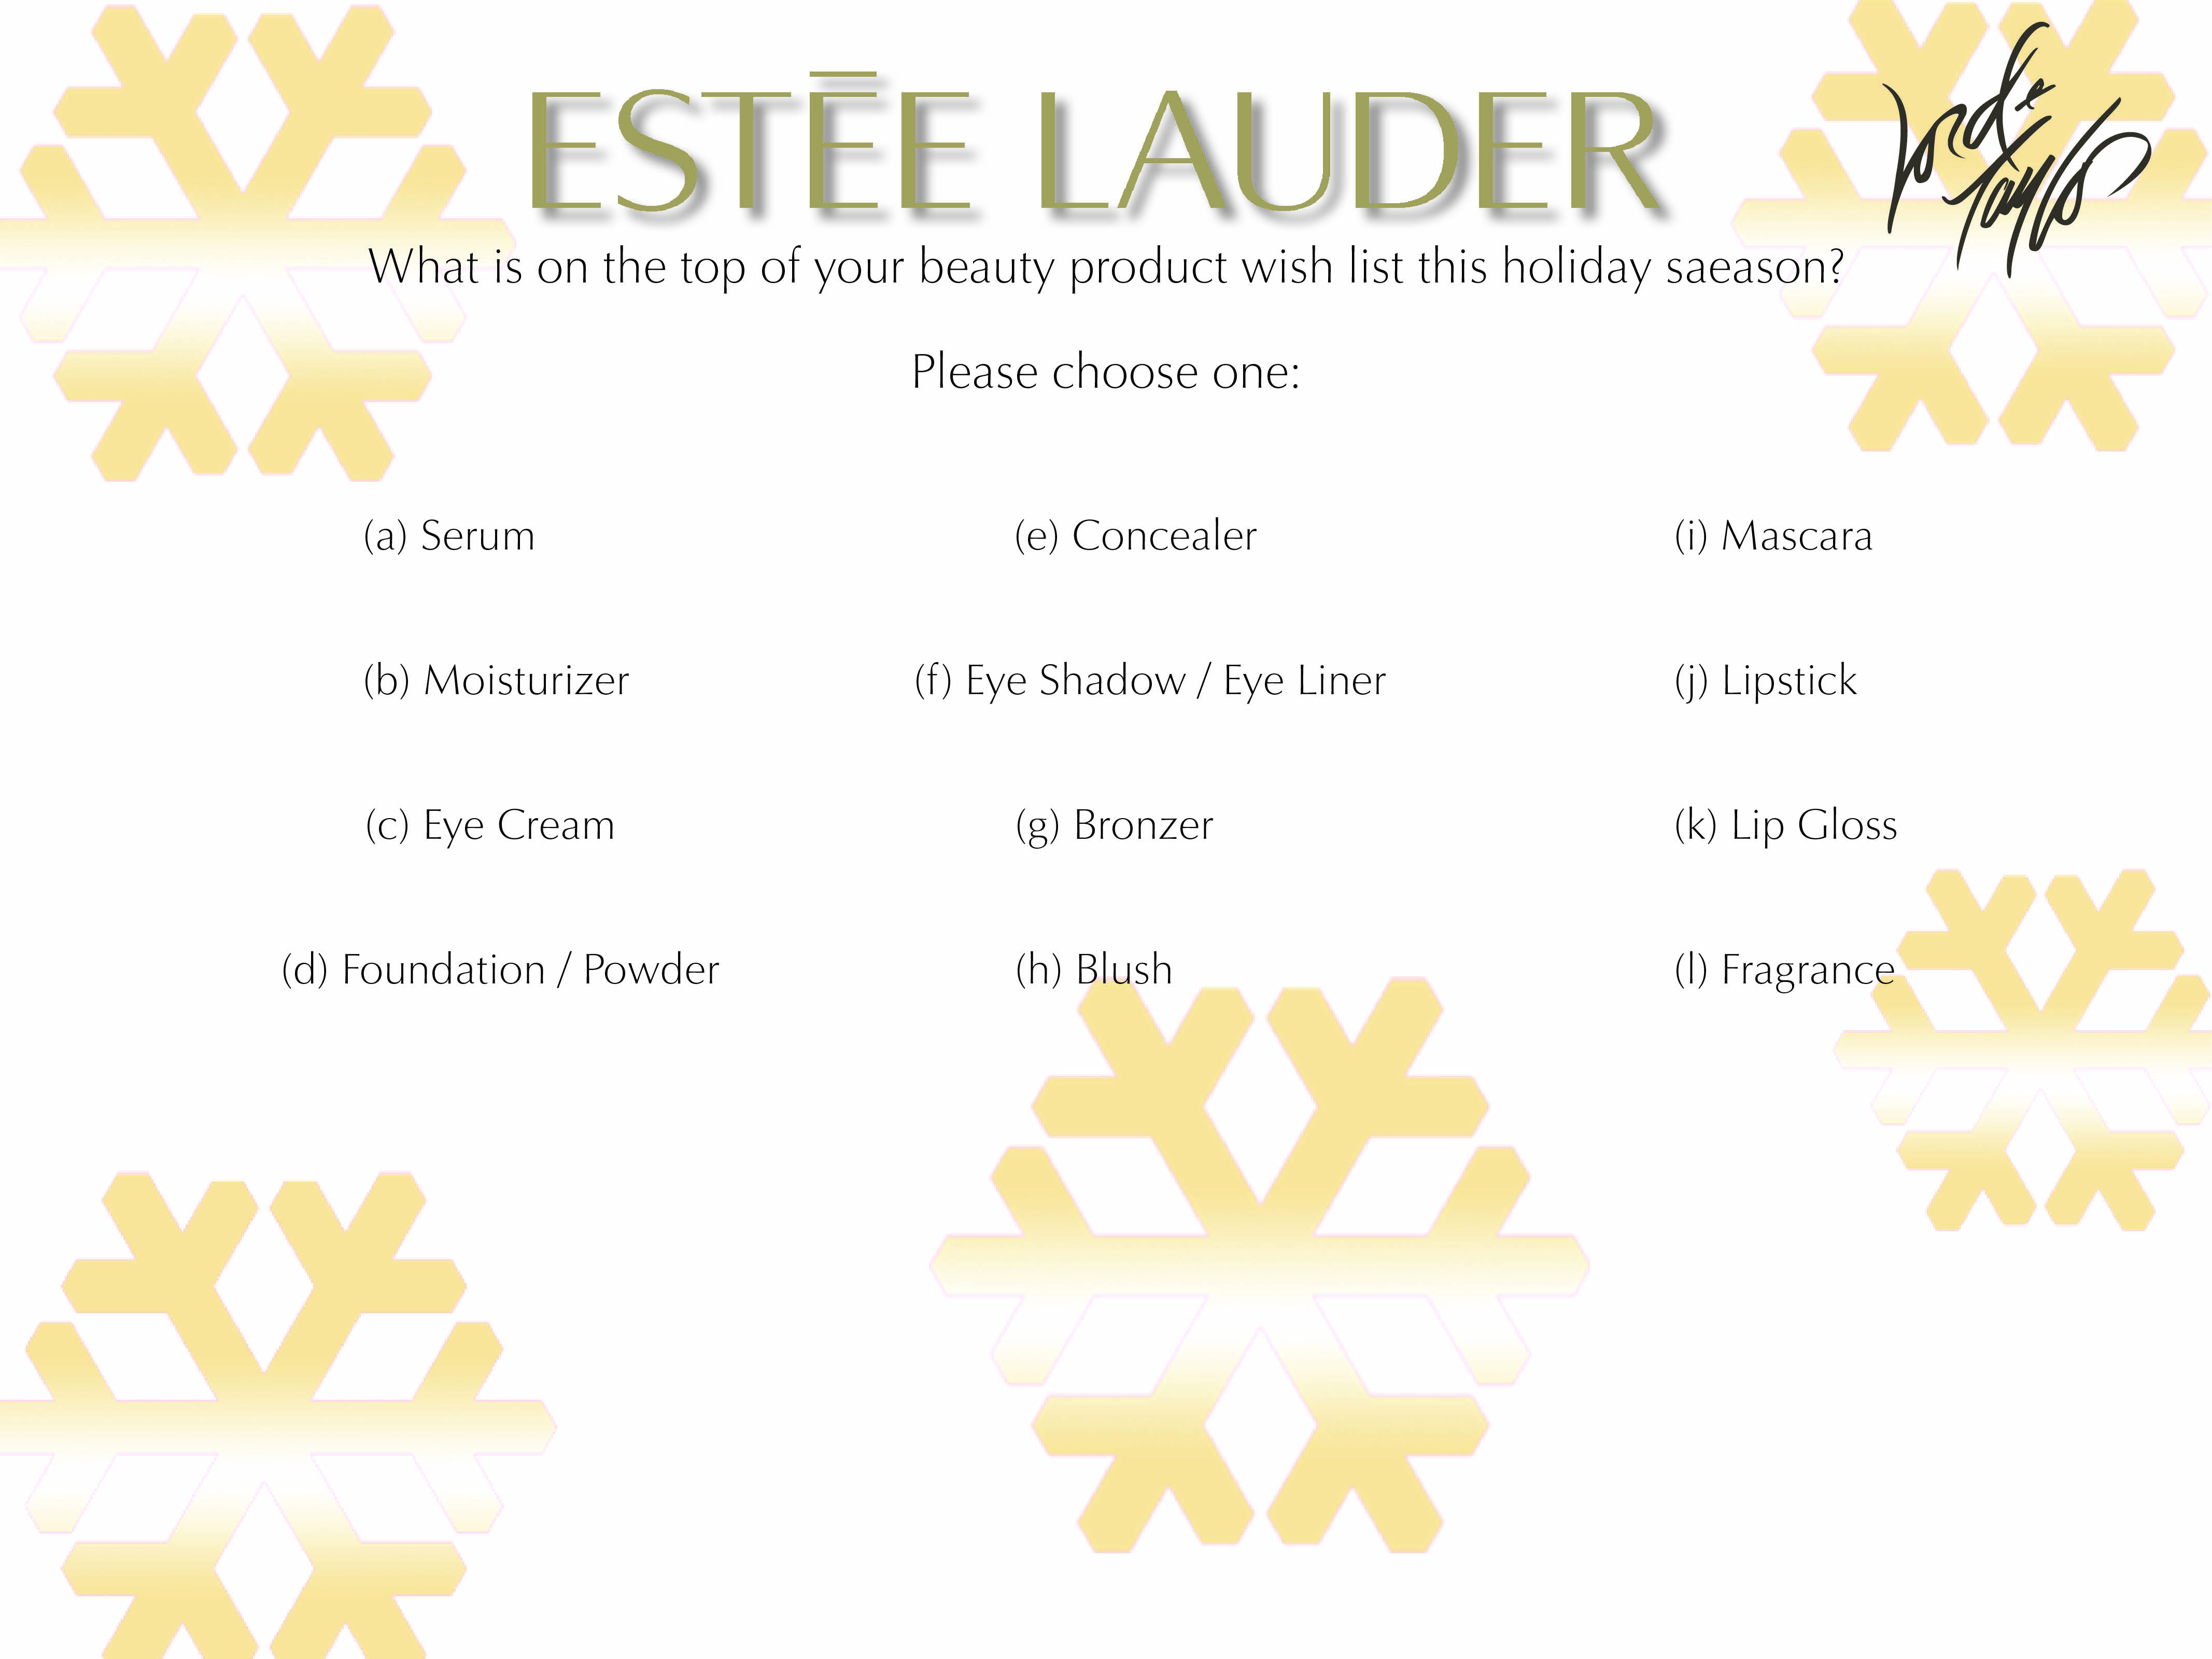 ESTĒE LAUDER
Lord &
Taylor
What is on the top of your beauty product wish list this holiday saeason?
Please choose one:
(a) Serum
(b) Moisturizer
(c) Eye Cream
(d) Foundation / Powder
(e) Concealer
(f) Eye Shadow / Eye Liner
(g) Bronzer
(h) Blush
(i) Mascara
(j) Lipstick
(k) Lip Gloss
(l) Fragrance